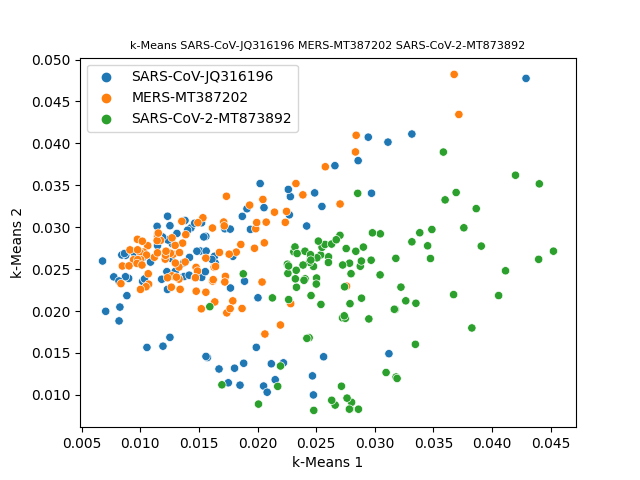 k-Means SARS-CoV-JQ316196 MERS-MT387202 SARS-CoV-2-MT873892
SARS-CoV-JQ316196
MERS-MT387202
SARS-CoV-2-MT873892
k-Means 2
0.050
0.045
0.040
0.035
0.030
0.025
0.020
0.015
0.010
0.005 0.010 0.015 0.020 0.025 0.030 0.035 0.040 0.045
k-Means 1